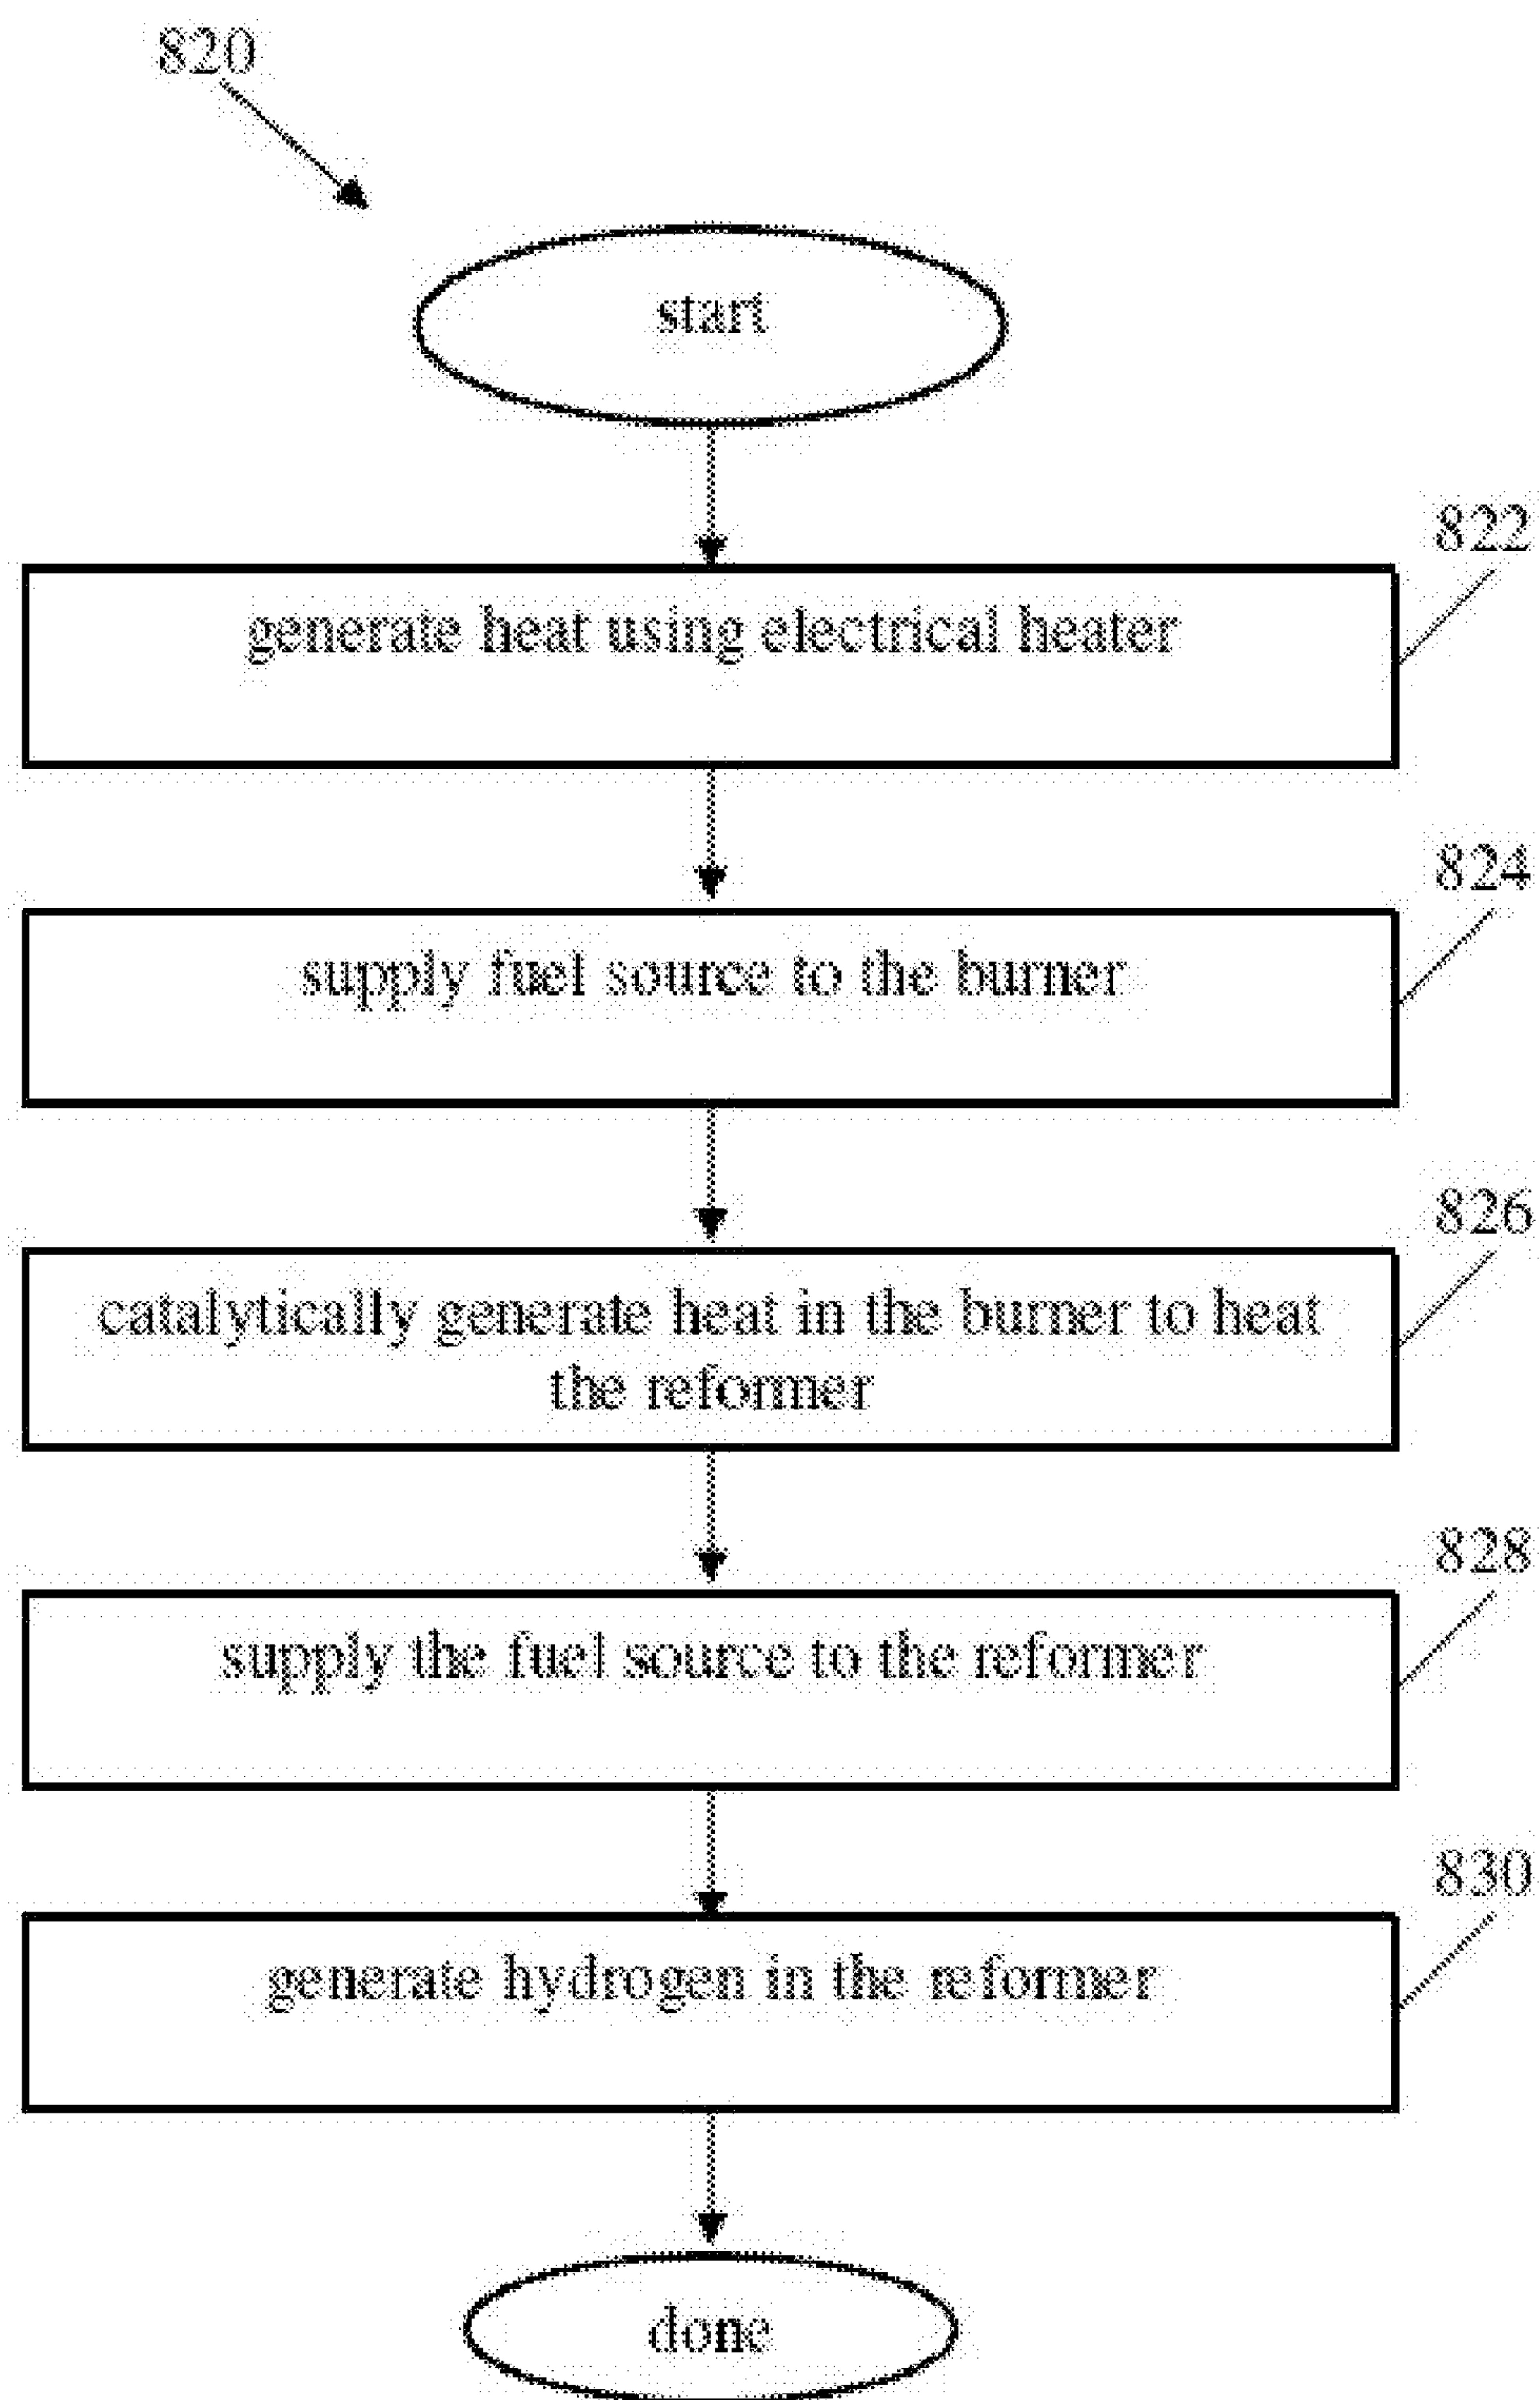 820
start
822
generate heat using electrical heater
824
supply fuel source to the burner
826
catalytically generate heat in the burner to heat
the reformer
828
supply the fuel source to the reformer
830
generate hydrogen in the reformer
done